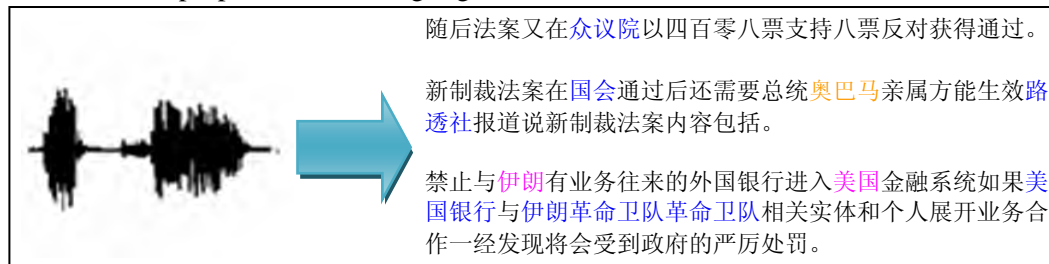 随后法案又在众议院以四百零八票支持八票反对获得通过。
新制裁法案在国会通过后还需要总统奥巴马亲属方能生效路
透社报道说新制裁法案内容包括。
禁止与伊朗有业务往来的外国银行进入美国金融系统如果美
国银行与伊朗革命卫队革命卫队相关实体和个人展开业务合
作一经发现将会受到政府的严厉处罚。